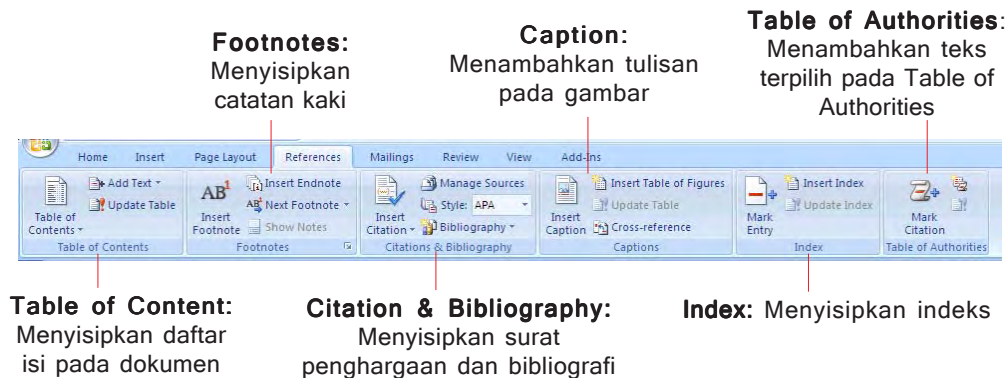 Footnotes:
Menyisipkan
catatan kaki
Caption:
Menambahkan tulisan
pada gambar
Table of Authorities:
Menambahkan teks
terpilih pada Table of
Authorities
Home Insert Page Layout References Mailings Review View Add-Ins
Table of
Contents
Add Text
Update Table
Table of Contents
AB1
Insert
Footnote
Insert Endnote
AB1 Next Footnote
Show Notes
Footnotes
Insert
Citation
Manage Sources
Style: APA
Bibliography
Citations & Bibliography
Insert
Caption
Insert Table of Figures
Update Table
Cross-reference
Captions
Mark
Entry
Insert Index
Update Index
Index
Mark
Citation
Table of Authorities
Table of Content:
Menyisipkan daftar
isi pada dokumen
Citation & Bibliography:
Menyisipkan surat
penghargaan dan bibliografi
Index: Menyisipkan indeks